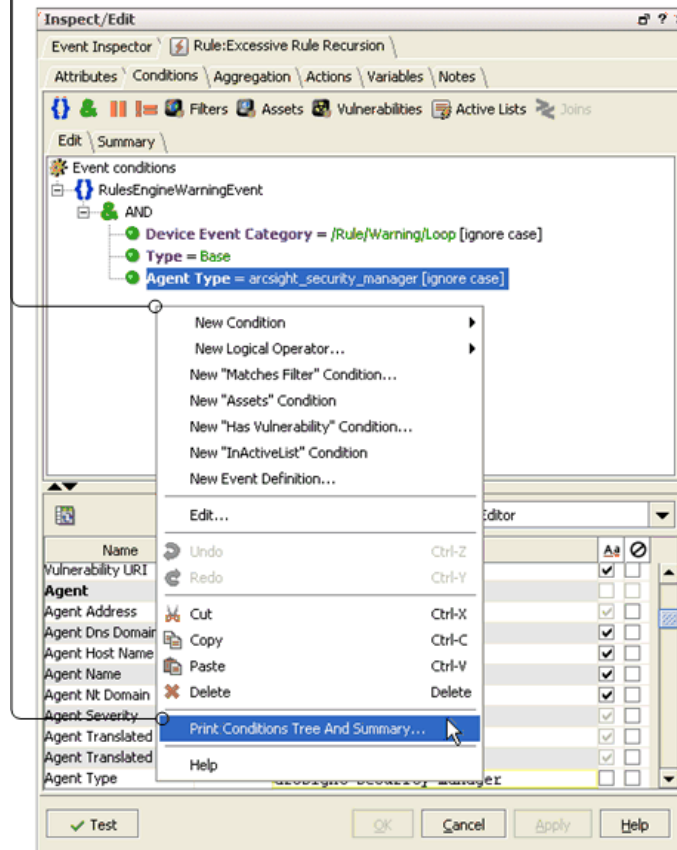 Inspect/Edit
Event Inspector Rule:Excessive Rule Recursion
Attributes Conditions Aggregation Actions Variables Notes
Filters Assets Vulnerabilities Active Lists Joins
Edit Summary
Event conditions
RulesEngineWarningEvent
AND
Device Event Category = /Rule/Warning/Loop [ignore case]
Type = Base
Agent Type = arcsight_security_manager [ignore case]
New Condition
New Logical Operator...
New "Matches Filter" Condition...
New "Assets" Condition
New "Has Vulnerability" Condition...
New "InActiveList" Condition
New Event Definition...
Edit... Editor
Name Undo Ctrl-Z Aa
Vulnerability URI
Agent Redo Ctrl-Y
Agent Address Cut Ctrl-X
Agent Dns Domain Copy Ctrl-C
Agent Host Name
Agent Name Paste Ctrl-V
Agent Nt Domain Delete Delete
Agent Severity
Agent Translated Print Conditions Tree And Summary...
Agent Translated
Agent Type Help
Test OK Cancel Apply Help